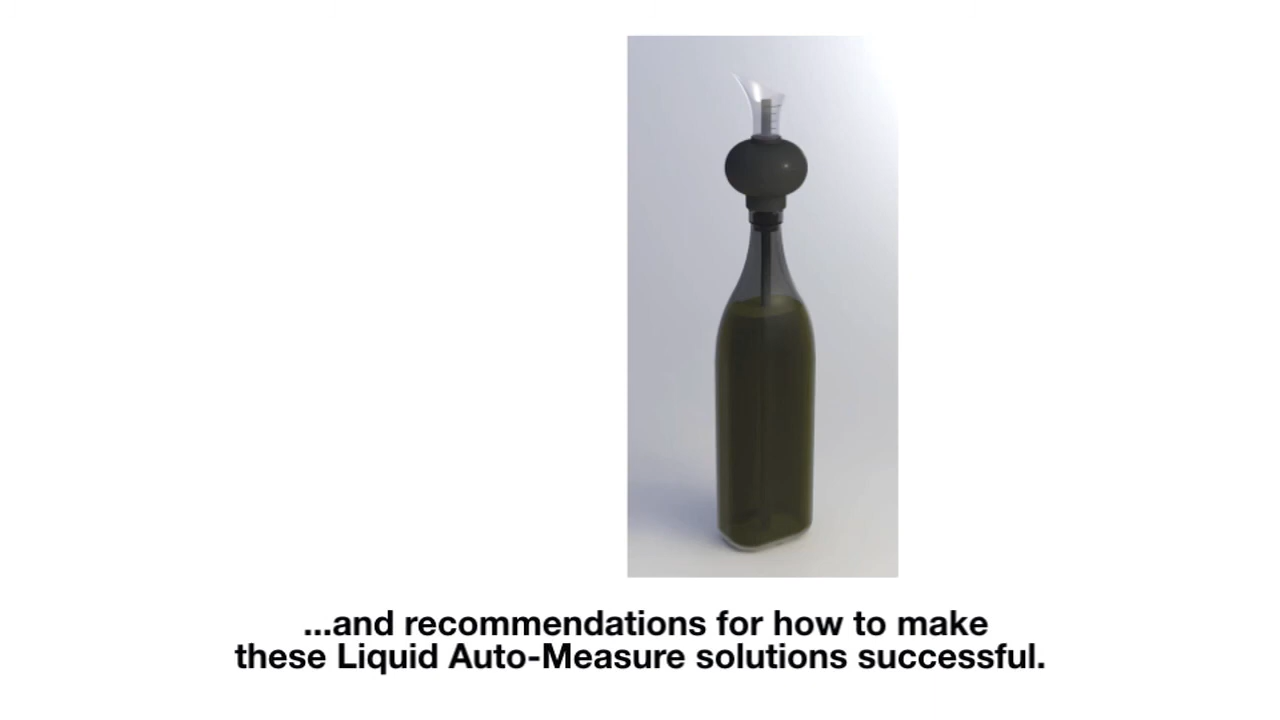 ...and recommendations for how to make
these Liquid Auto-Measure solutions successful.